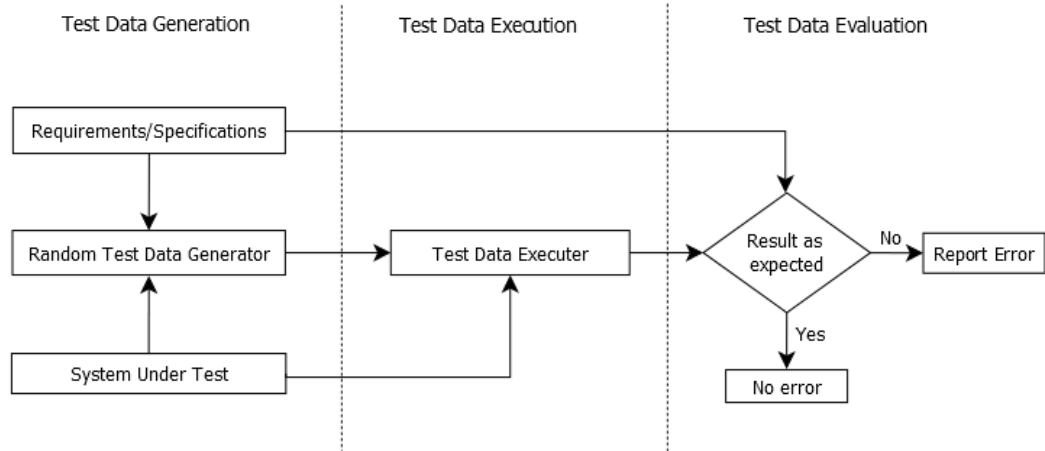 Test Data Generation
Test Data Execution
Test Data Evaluation
Requirements/Specifications
Random Test Data Generator
Test Data Executer
Result as
expected
No
Report Error
Yes
System Under Test
No error